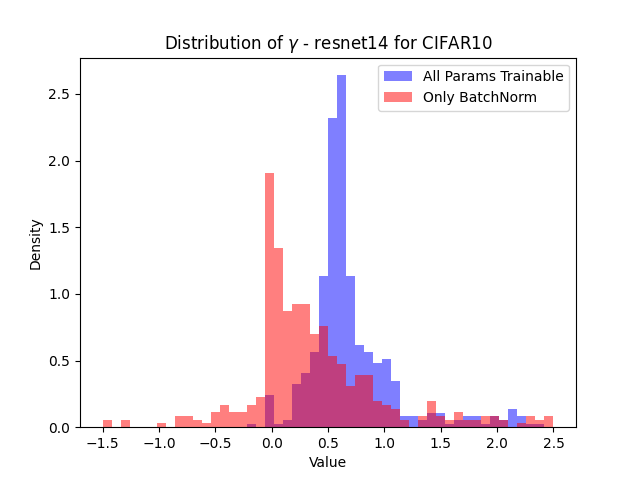 Distribution of γ - resnet14 for CIFAR10
All Params Trainable
Only BatchNorm
Density
2.5
2.0
1.5
1.0
0.5
0.0
−1.5 −1.0 −0.5 0.0 0.5 1.0 1.5 2.0 2.5
Value